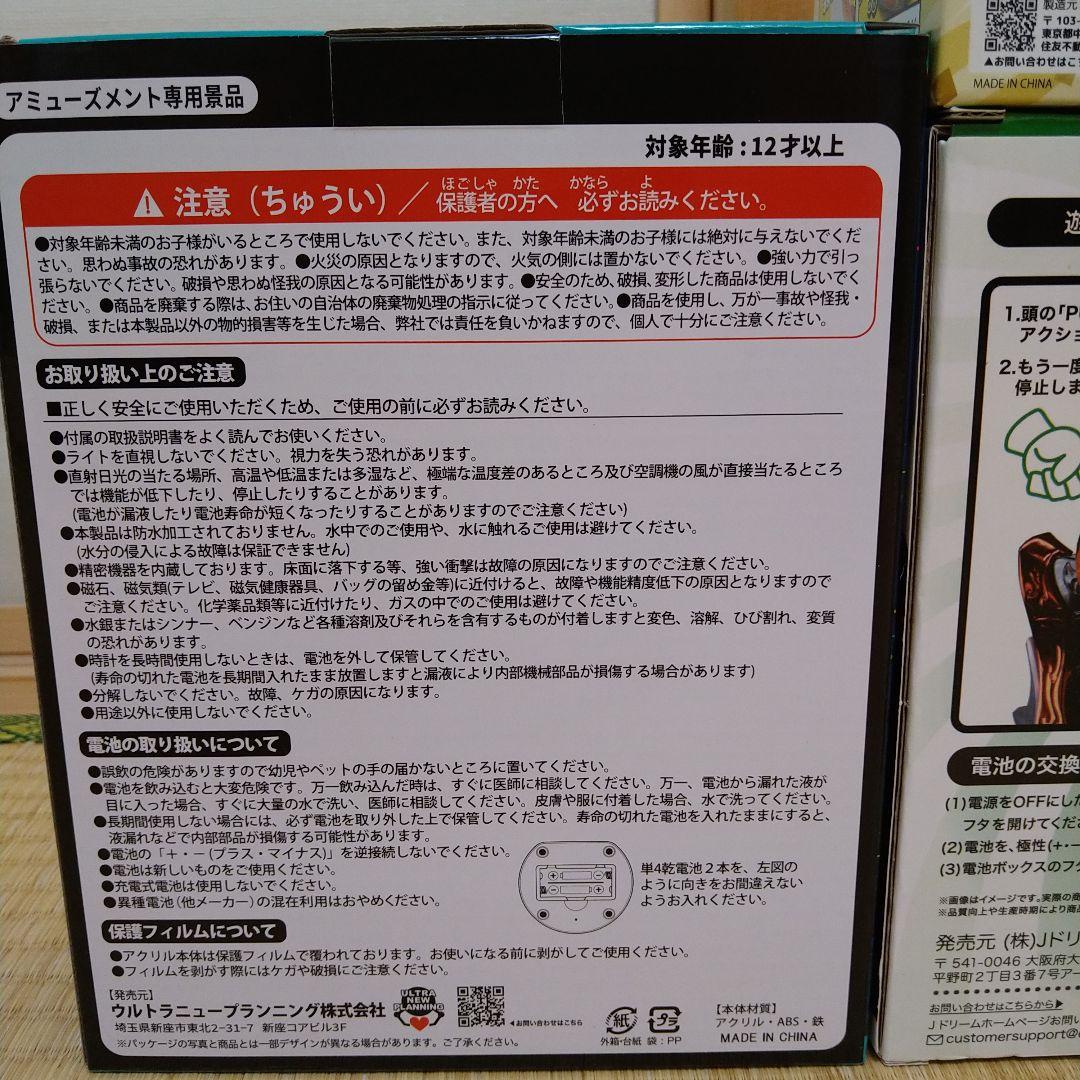 アミューズメント専用景品
対象年齢:12才以上
注意（ちゅうい）／保護者の方へ 必ずお読みください。
ほごしゃ かた かなら よ
●対象年齢未満のお子様がいるところで使用しないでください。また、対象年齢未満のお子様には絶対に与えないでくだ
さい。思わぬ事故の恐れがあります。●火災の原因となりますので、火気の側には置かないでください。●強い力で引っ
張らないでください。破損や思わぬ怪我の原因となる可能性があります。●安全のため、破損、変形した商品は使用しないでく
ださい。●商品を廃棄する際は、お住いの自治体の廃棄物処理の指示に従ってください。●商品を使用し、万が一事故や怪我・
破損、または本製品以外の物的損害等を生じた場合、弊社では責任を負いかねますので、個人で十分にご注意ください。
お取り扱い上のご注意
■正しく安全にご使用いただくため、ご使用の前に必ずお読みください。
●付属の取扱説明書をよく読んでお使いください。
●ライトを直視しないでください。視力を失う恐れがあります。
●直射日光の当たる場所、高温や低温または多湿など、極端な温度差のあるところ及び空調機の風が直接当たるところ
では機能が低下したり、停止したりすることがあります。
(電池が漏液したり電池寿命が短くなったりすることがありますのでご注意ください)
●本製品は防水加工されておりません。水中でのご使用や、水に触れるご使用は避けてください。
(水分の侵入による故障は保証できません)
●精密機器を内蔵しております。床面に落下する等、強い衝撃は故障の原因になりますのでご注意ください。
●磁石、磁気類(テレビ、磁気健康器具、バッグの留め金等)に近付けると、故障や機能精度低下の原因となりますので
ご注意ください。化学薬品類等に近付けたり、ガスの中でのご使用は避けてください。
●水銀またはシンナー、ベンジンなど各種溶剤及びそれらを含有するものが付着しますと変色、溶解、ひび割れ、変質
の恐れがあります。
●時計を長時間使用しないときは、電池を外して保管してください。
(寿命の切れた電池を長期間入れたまま放置しますと漏液により内部機械部品が損傷する場合があります)
●分解しないでください。故障、ケガの原因になります。
●用途以外に使用しないでください。
電池の取り扱いについて
●誤飲の危険がありますので幼児やペットの手の届かないところに置いてください。
●電池を飲み込むと大変危険です。万一飲み込んだ時は、すぐに医師に相談してください。万一、電池から漏れた液が
目に入った場合、すぐに大量の水で洗い、医師に相談してください。皮膚や服に付着した場合、水で洗ってください。
●長期間使用しない場合には、必ず電池を取り外した上で保管してください。寿命の切れた電池を入れたままにすると、
液漏れなどで内部部品が損傷する可能性があります。
●電池の「＋・－(プラス・マイナス)」を逆接続しないでください。
●電池は新しいものをご使用ください。
●充電式電池は使用しないでください。
●異種電池(他メーカー)の混在利用はおやめください。
単4乾電池２本を、左図の
ように向きをお間違えない
ようお入れください。
保護フィルムについて
●アクリル本体は保護フィルムで覆われております。お使いになる前に剥がしてご使用ください。
●フィルムを剥がす際にはケガや破損にご注意ください。
【発売元】
ウルトラニュープランニング株式会社
埼玉県新座市東北2−31−7 新座コアビル3F
※パッケージの写真と商品とは一部デザインが異なる場合があります。ご了承ください。
ULTRA
NEW
PLANNING
◀お問い合わせはこちら
紙
外箱・台紙
プラ
袋：PP
【本体材質】
アクリル・ABS・鉄
MADE IN CHINA
製造元
〒103-
東京都中
住友不動
▲お問い合わせはこ
MADE IN CHINA
遊
1.頭の「P
アクショ
2.もう一度
停止しま
電池の交換
(1)電源をOFFにした
フタを開けてくだ
(2)電池を、極性(+・
(3)電池ボックスのフタ
※画像はイメージです。実際の商
※品質向上や生産時期により商
発売元 (株)Jドリ
〒 541-0046 大阪府大
平野町２丁目3番7号アー
お問い合わせはこちらから▶
Jドリームホームページお問い
customersupport@